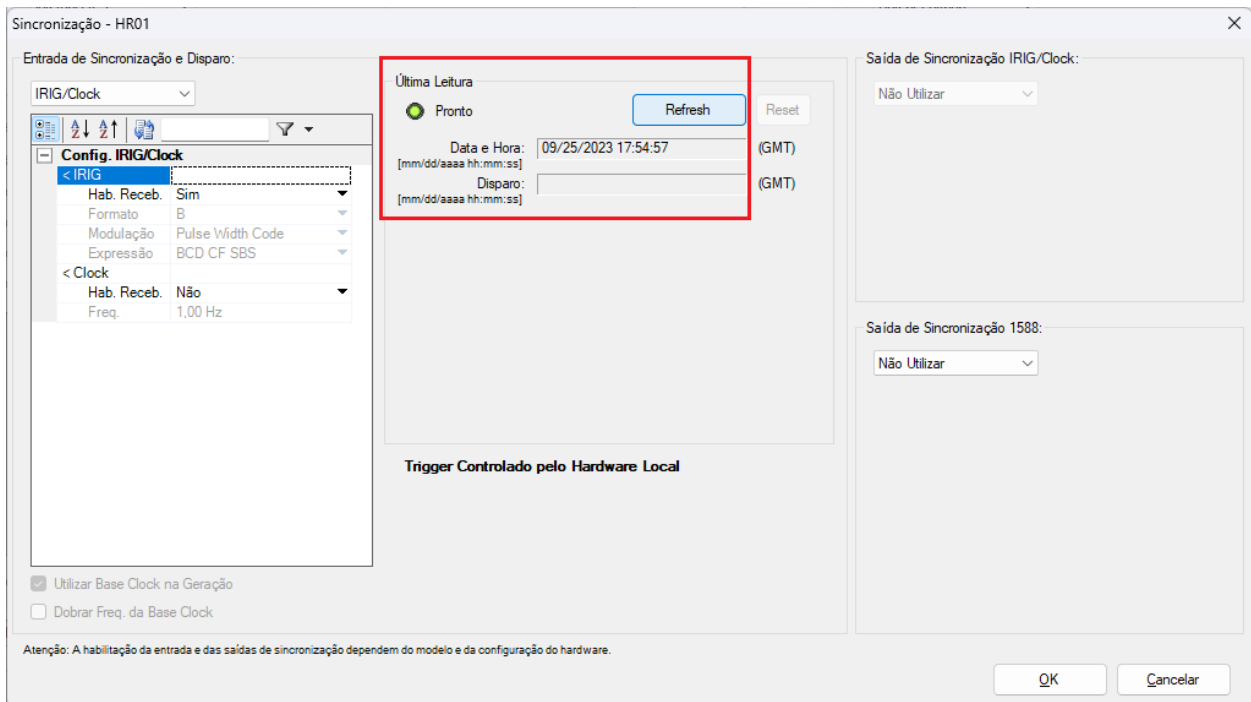 Sincronização - HR01
Entrada de Sincronização e Disparo:
IRIG/Clock
Config. IRIG/Clock
< IRIG
Hab. Receb. Sim
Formato B
Modulação Pulse Width Code
Expressão BCD CF SBS
< Clock
Hab. Receb. Não
Freq. 1,00 Hz
Utilizar Base Clock na Geração
Dobrar Freq. da Base Clock
Última Leitura
Pronto
Refresh
Reset
Data e Hora: 09/25/2023 17:54:57 (GMT)
[mm/dd/aaaa hh:mm:ss]
Disparo: (GMT)
[mm/dd/aaaa hh:mm:ss]
Trigger Controlado pelo Hardware Local
Saída de Sincronização IRIG/Clock:
Não Utilizar
Saída de Sincronização 1588:
Não Utilizar
Atenção: A habilitação da entrada e das saídas de sincronização dependem do modelo e da configuração do hardware.
OK
Cancelar